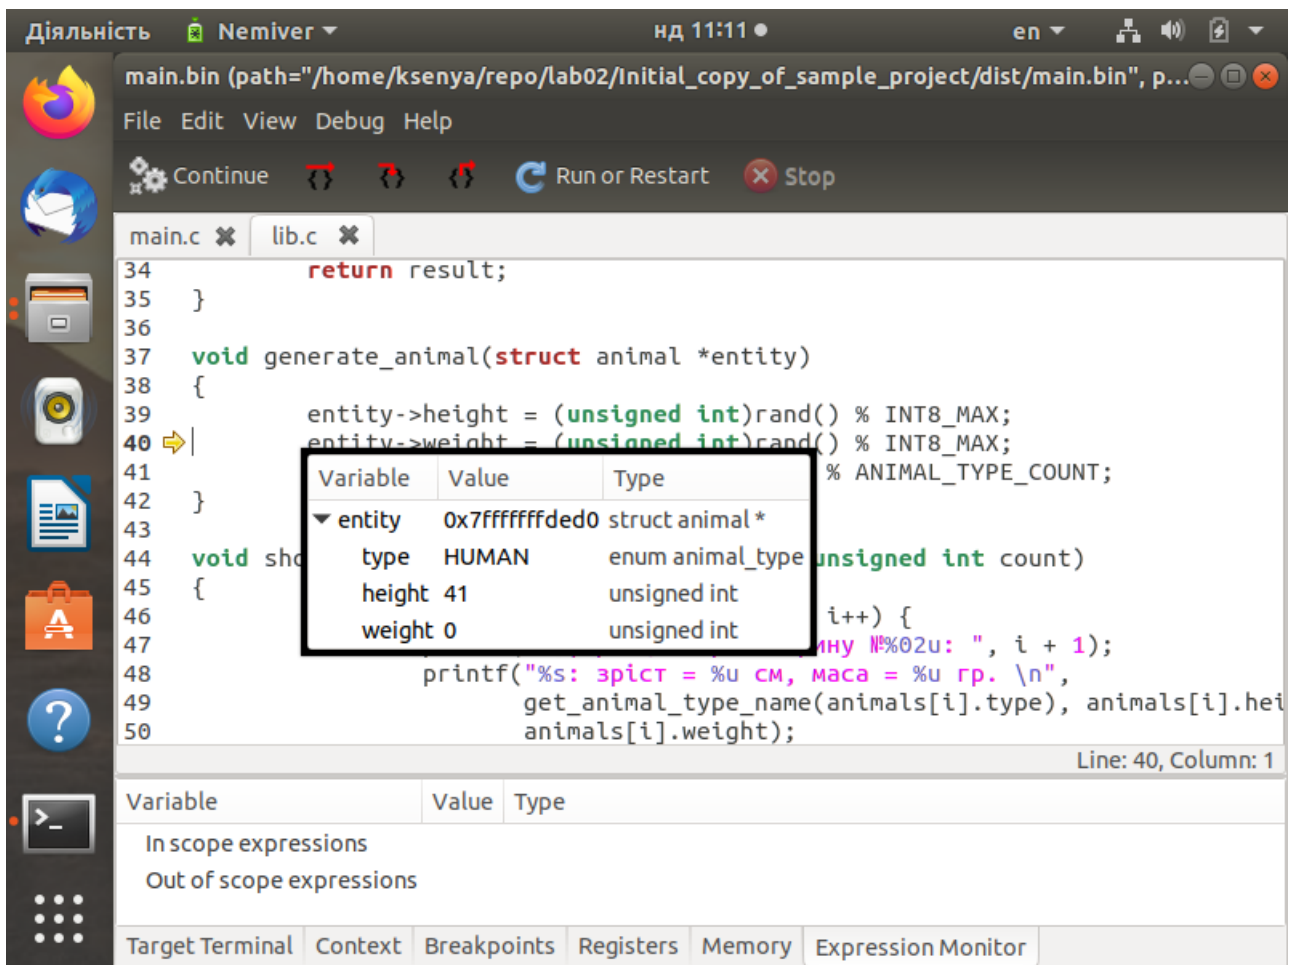 Діяльність Nemiver нд 11:11 en
main.bin (path="/home/ksenya/repo/lab02/Initial_copy_of_sample_project/dist/main.bin", p...
File Edit View Debug Help
Continue Run or Restart Stop
main.c lib.c
34 return result;
35 }
36
37 void generate_animal(struct animal *entity)
38 {
39 entity->height = (unsigned int)rand() % INT8_MAX;
40 entity->weight = (unsigned int)rand() % INT8_MAX;
41 % ANIMAL_TYPE_COUNT;
Variable Value Type
42 }
entity 0x7fffffffded0 struct animal *
43
44 void sho unsigned int count)
type HUMAN enum animal_type
45 {
height 41 unsigned int
46 i++) {
weight 0 unsigned int
47 ину №%02u: ", i + 1);
48 printf("%s: зріст = %u см, маса = %u гр. \n",
49 get_animal_type_name(animals[i].type), animals[i].hei
50 animals[i].weight);
Line: 40, Column: 1
Variable Value Type
In scope expressions
Out of scope expressions
Target Terminal Context Breakpoints Registers Memory Expression Monitor